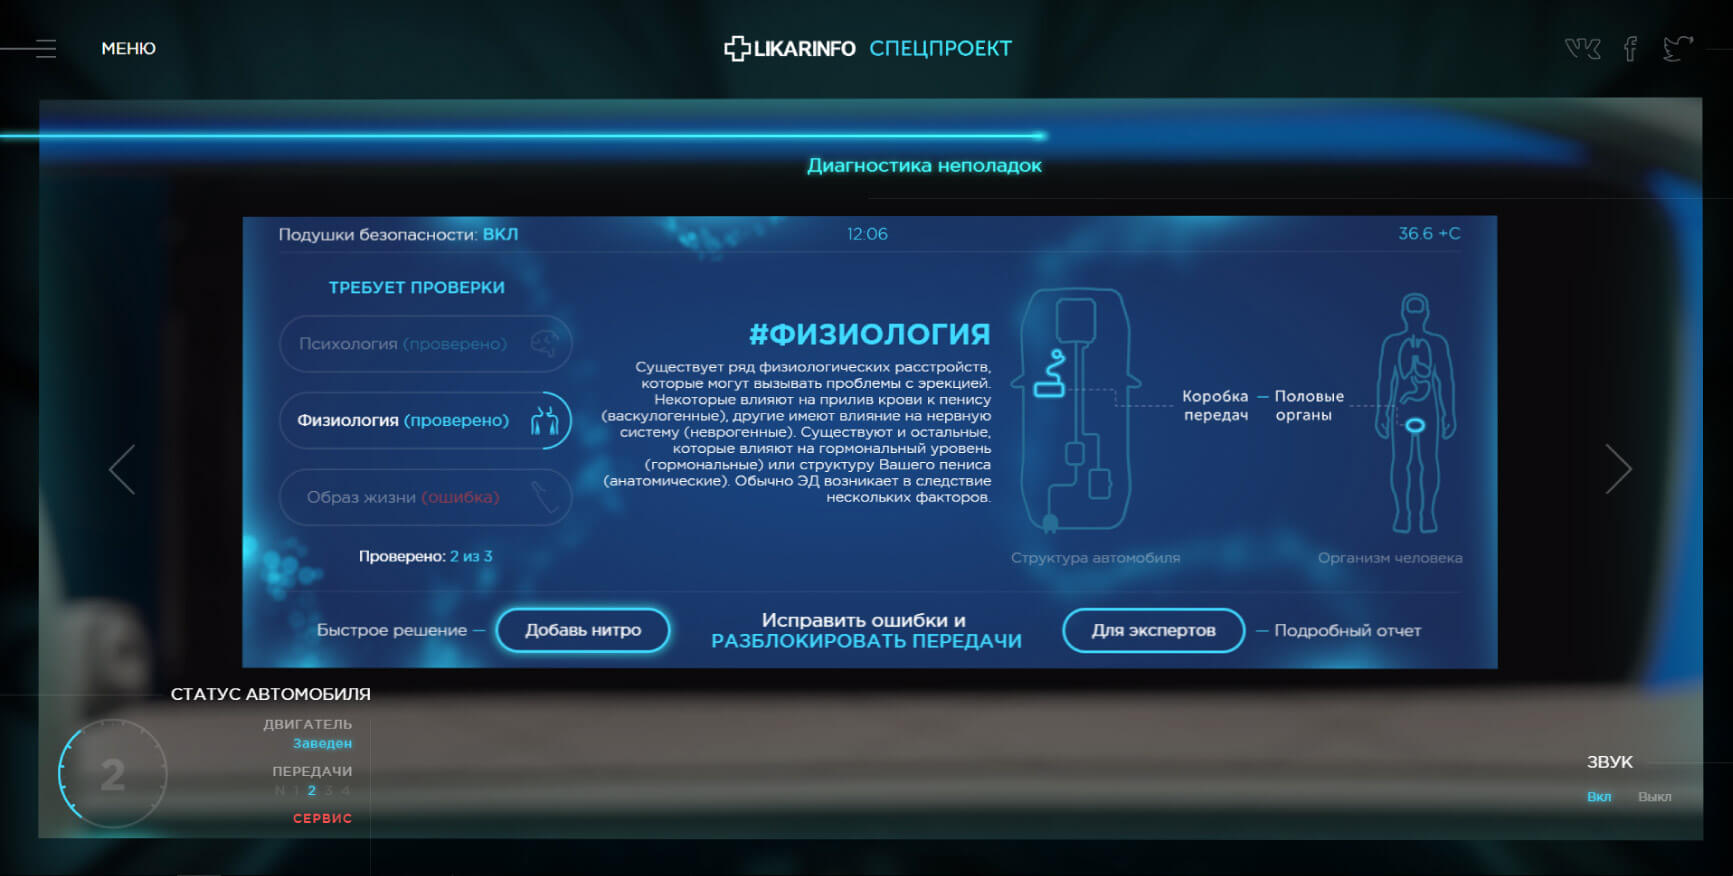 МЕНЮ
LIKARINFO СПЕЦПРОЕКТ
Диагностика неполадок
Подушки безопасности: ВКЛ
12:06
36.6 +C
ТРЕБУЕТ ПРОВЕРКИ
Психология (проверено)
Физиология (проверено)
Образ жизни (ошибка)
Проверено: 2 из 3
#ФИЗИОЛОГИЯ
Существует ряд физиологических расстройств,
которые могут вызывать проблемы с эрекцией.
Некоторые влияют на прилив крови к пенису
(васкулогенные), другие имеют влияние на нервную
систему (неврогенные). Существуют и остальные,
которые влияют на гормональный уровень
(гормональные) или структуру Вашего пениса
(анатомические). Обычно ЭД возникает в следствие
нескольких факторов.
Коробка — Половые
передач органы
Структура автомобиля
Организм человека
Быстрое решение —
Добавь нитро
Исправить ошибки и
РАЗБЛОКИРОВАТЬ ПЕРЕДАЧИ
Для экспертов
— Подробный отчет
СТАТУС АВТОМОБИЛЯ
2
ДВИГАТЕЛЬ
Заведен
ПЕРЕДАЧИ
N 1 2 3 4
СЕРВИС
ЗВУК
Вкл Выкл